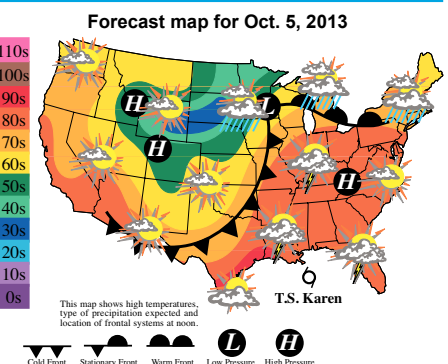 Forecast map for Oct. 5, 2013
110s
100s
90s
80s
70s
60s
50s
40s
30s
20s
10s
0s
H
L
H
H
T.S. Karen
This map shows high temperatures,
type of precipitation expected and
location of frontal systems at noon.
L
H
Cold Front
Stationary Front
Warm Front
Low Pressure
High Pressure